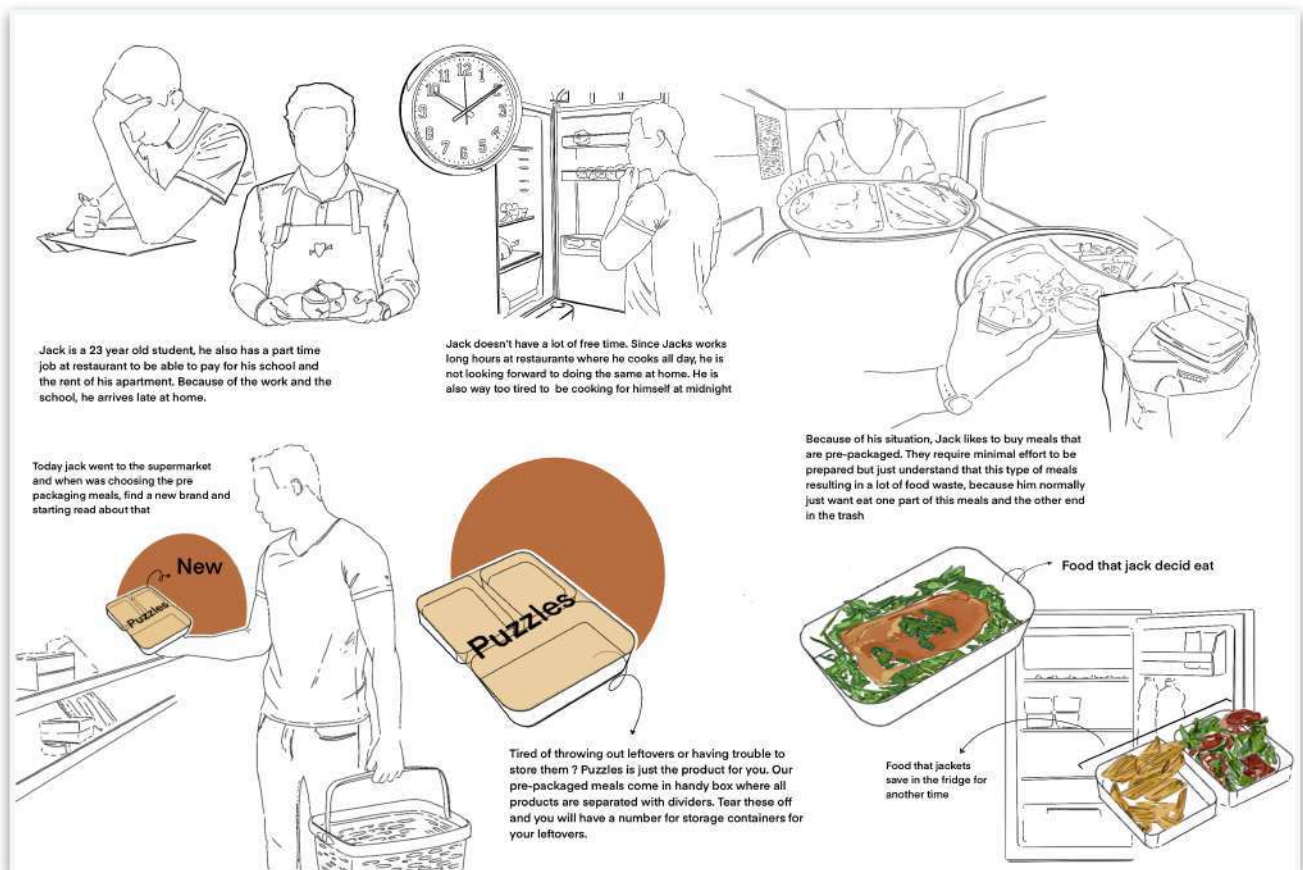 Jack is a 23 year old student, he also has a part time
job at restaurant to be able to pay for his school and
the rent of his apartment. Because of the work and the
school, he arrives late at home.
Jack doesn't have a lot of free time. Since Jacks works
long hours at restaurante where he cooks all day, he is
not looking forward to doing the same at home. He is
also way too tired to be cooking for himself at midnight
Because of his situation, Jack likes to buy meals that
are pre-packaged. They require minimal effort to be
prepared but just understand that this type of meals
resulting in a lot of food waste, because him normally
just want eat one part of this meals and the other end
in the trash
Today jack went to the supermarket
and when was choosing the pre
packaging meals, find a new brand and
starting read about that
New
Puzzles
Puzzles
Tired of throwing out leftovers or having trouble to
store them ? Puzzles is just the product for you. Our
pre-packaged meals come in handy box where all
products are separated with dividers. Tear these off
and you will have a number for storage containers for
your leftovers.
Food that jack decid eat
Food that jackets
save in the fridge for
another time